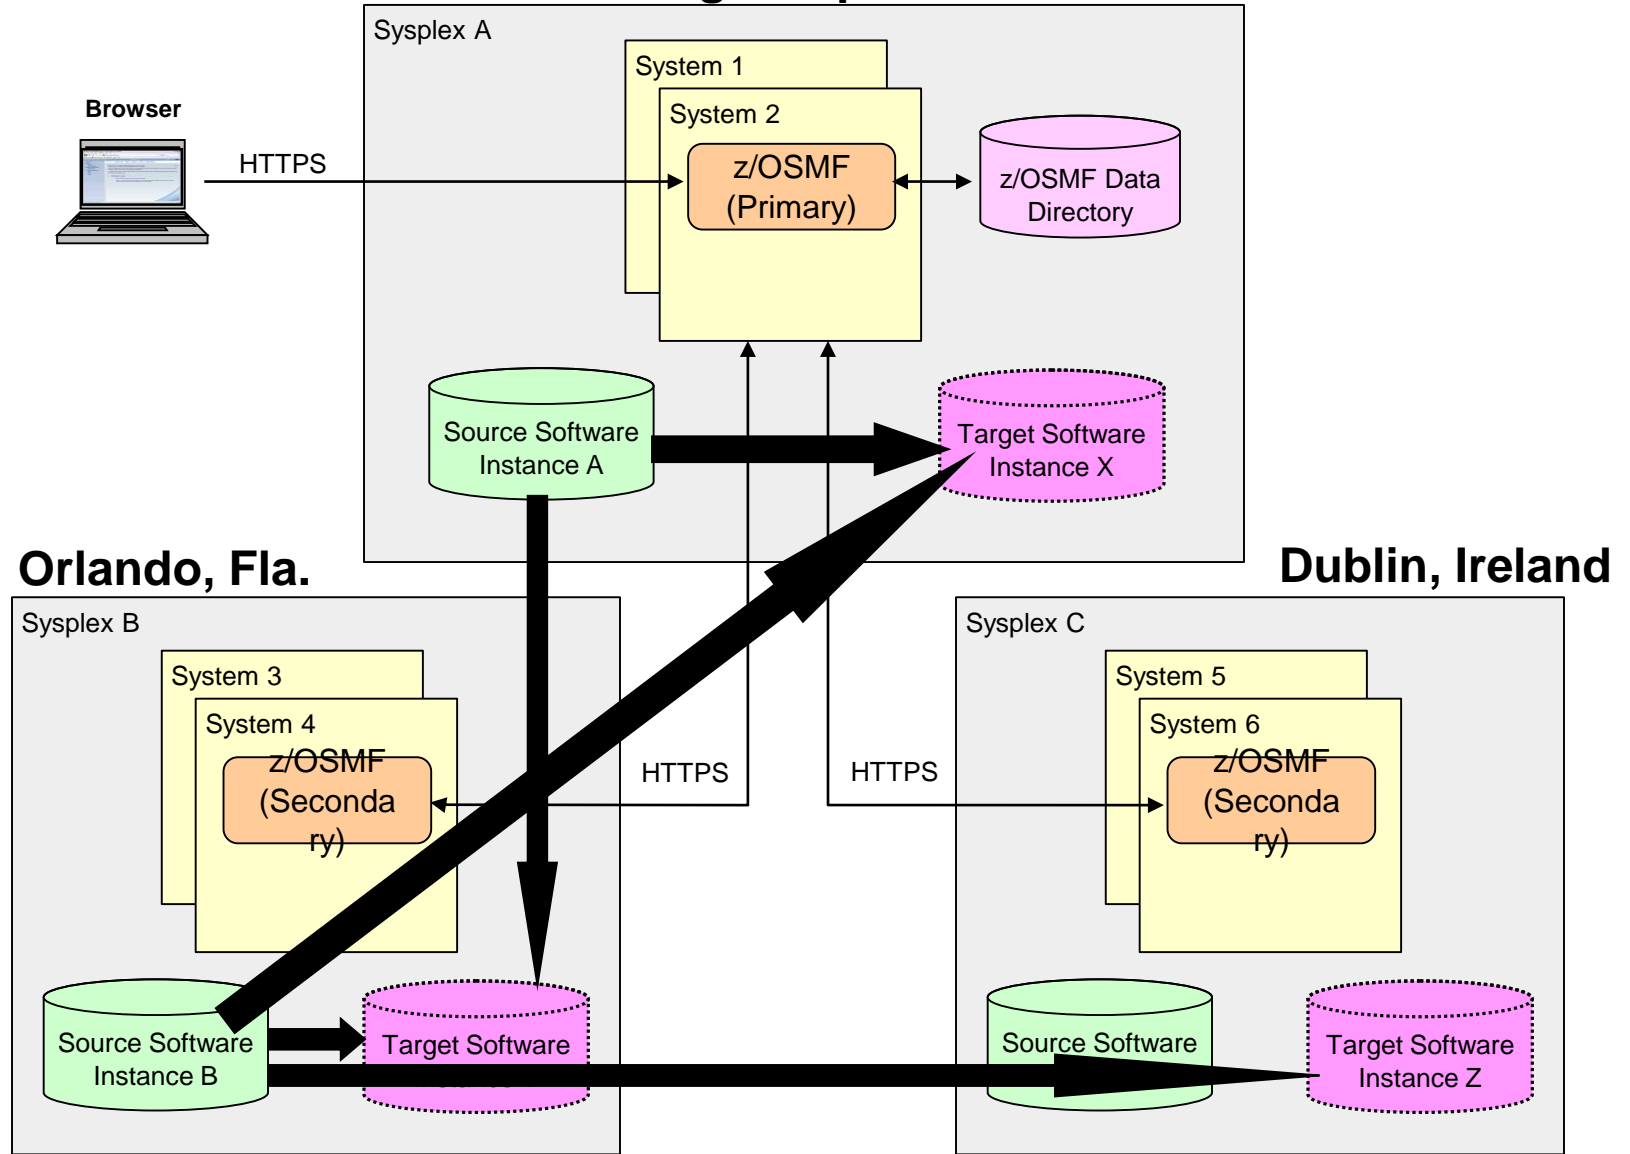 Sysplex A
System 1
System 2
Browser
HTTPS
z/OSMF
(Primary)
z/OSMF Data
Directory
Source Software
Instance A
Target Software
Instance X
Orlando, Fla.
Dublin, Ireland
Sysplex B
System 3
System 4
z/OSMF
(Seconda
ry)
HTTPS
HTTPS
Sysplex C
System 5
System 6
z/OSMF
(Seconda
ry)
Source Software
Instance B
Target Software
Source Software
Target Software
Instance Z